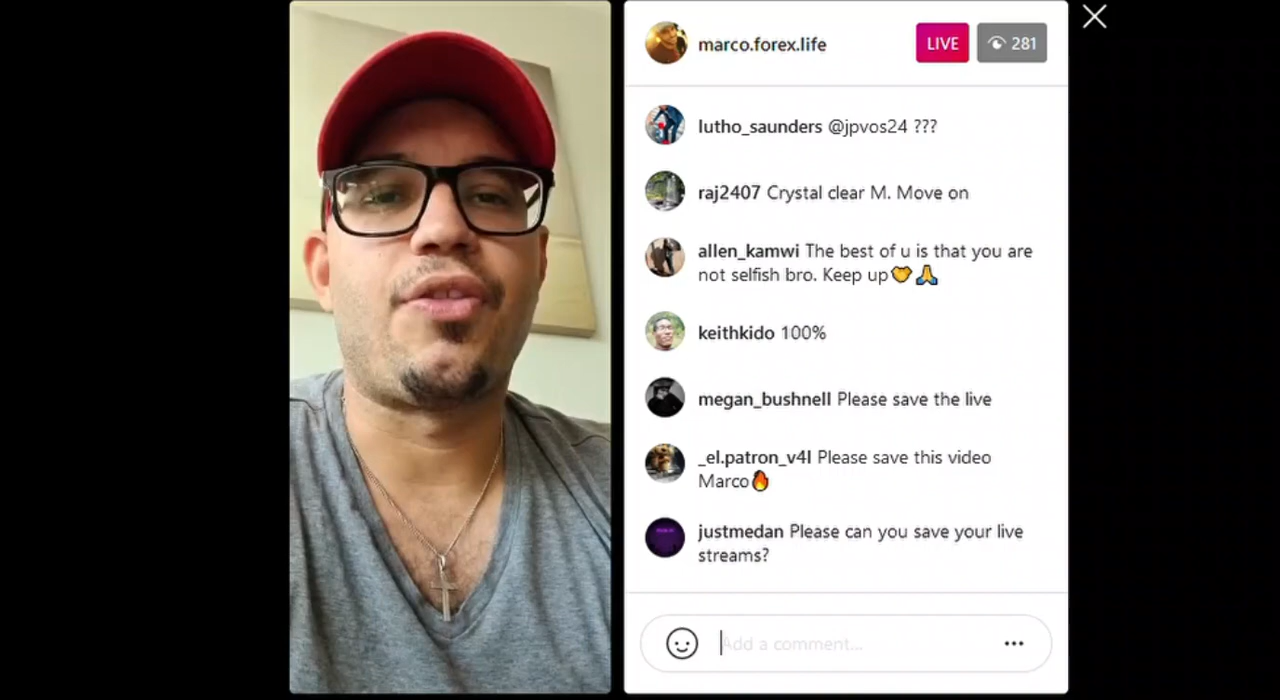 marco.forex.life
LIVE
281
lutho_saunders @jpvos24 ???
raj2407 Crystal clear M. Move on
allen_kamwi The best of u is that you are
not selfish bro. Keep up🤝🙏
keithkido 100%
megan_bushnell Please save the live
_el.patron_v4l Please save this video
Marco🔥
justmedan Please can you save your live
streams?
Add a comment...